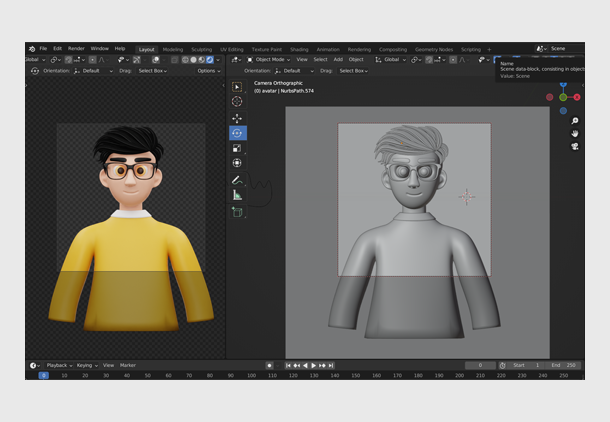 File Edit Render Window Help Layout Modeling Sculpting UV Editing Texture Paint Shading Animation Rendering Compositing Geometry Nodes Scripting + Scene
Global
Object Mode View Select Add Object Global
Name
Scene data-block, consisting in object
Value: Scene
Orientation: Default Drag: Select Box Options
Orientation: Default Drag: Select Box
Camera Orthographic
(0) avatar | NurbsPath.574
Playback Keying View Marker 0 Start 1 End 250
0 10 20 30 40 50 60 70 80 90 100 110 120 130 140 150 160 170 180 190 200 210 220 230 240 250